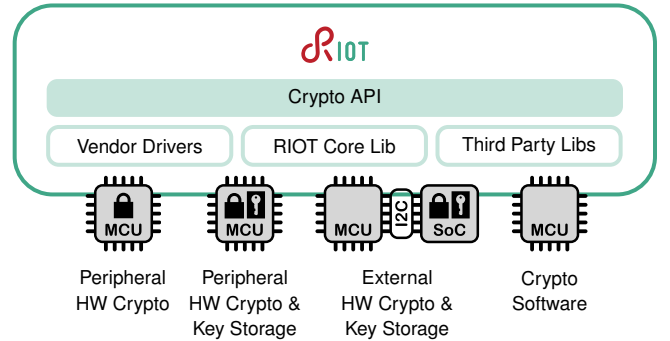 RIOT
Crypto API
Vendor Drivers
RIOT Core Lib
Third Party Libs
MCU
MCU
MCU
I2C
SoC
MCU
Peripheral
HW Crypto
Peripheral
HW Crypto &
Key Storage
External
HW Crypto &
Key Storage
Crypto
Software